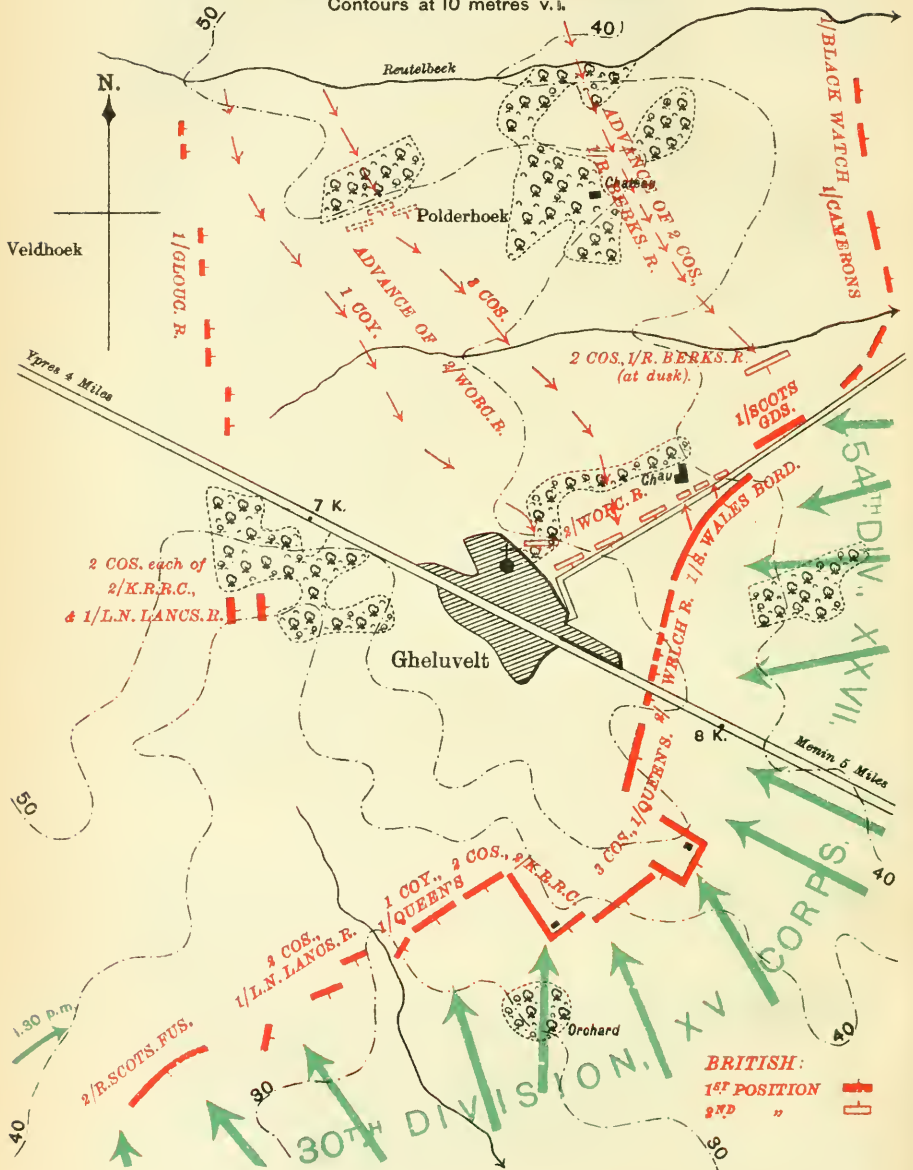 Contours at 10 metres V.I.
50
40
Reutelbeek
N.
1/BLACK WATCH
1/CAMERONS
ADVANCE OF 2 COS.,
1/R. BERKS. R.
Chateau
Polderhoek
Veldhoek
1/GLOUC. R.
ADVANCE OF
2/WORC. R.
1 COY.
3 COS.
Ypres 4 Miles
2 COS., 1/R. BERKS. R.
(at dusk).
1/SCOTS
GDS.
54TH DIV. XXVII.
Chau
7 K.
2/WORC. R.
1/S. WALES BORD.
2 COS. each of
2/K.R.R.C.,
& 1/L.N. LANCS. R.
Gheluvelt
2/WELCH R.
8 K.
Menin 5 Miles
3 COS., 1/QUEEN'S.
50
40
1 COY., 2 COS., 2/K.R.R.C.
1/QUEEN'S
2 COS.,
1/L.N. LANCS. R.
1.30 p.m.
Orchard
40
2/R. SCOTS. FUS.
30TH DIVISION, XV CORPS
BRITISH:
1ST POSITION
2ND "
40
30
30